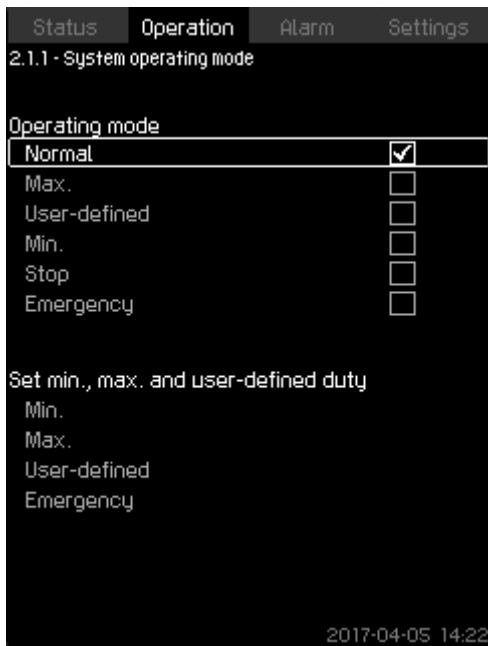 Status Operation Alarm Settings
2.1.1 - System operating mode
Operating mode
Normal
Max.
User-defined
Min.
Stop
Emergency
Set min., max. and user-defined duty
Min.
Max.
User-defined
Emergency
2017-04-05 14:22